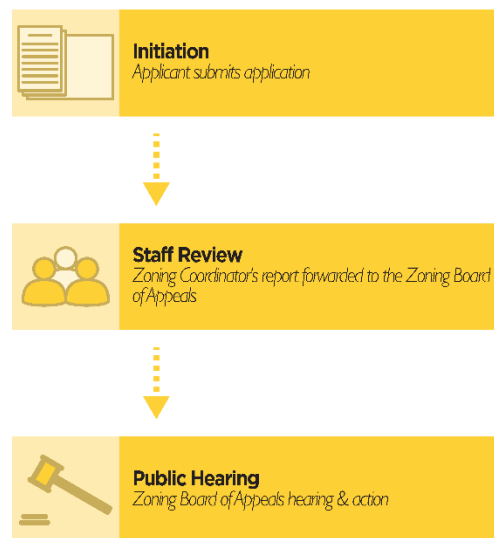 Initiation
Applicant submits application
Staff Review
Zoning Coordinator's report forwarded to the Zoning Board
of Appeals
Public Hearing
Zoning Board of Appeals hearing & action